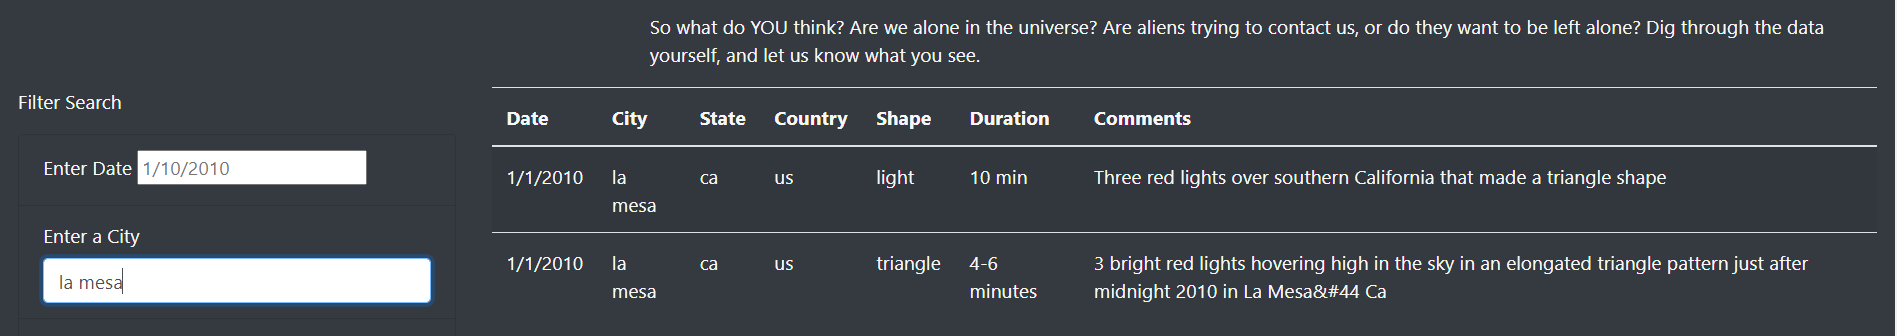 So what do YOU think? Are we alone in the universe? Are aliens trying to contact us, or do they want to be left alone? Dig through the data
yourself, and let us know what you see.
Filter Search
Enter Date 1/10/2010
Enter a City
la mesa
Date City State Country Shape Duration Comments
1/1/2010 la ca us light 10 min Three red lights over southern California that made a triangle shape
mesa
1/1/2010 la ca us triangle 4-6 3 bright red lights hovering high in the sky in an elongated triangle pattern just after
mesa minutes midnight 2010 in La Mesa&#44 Ca